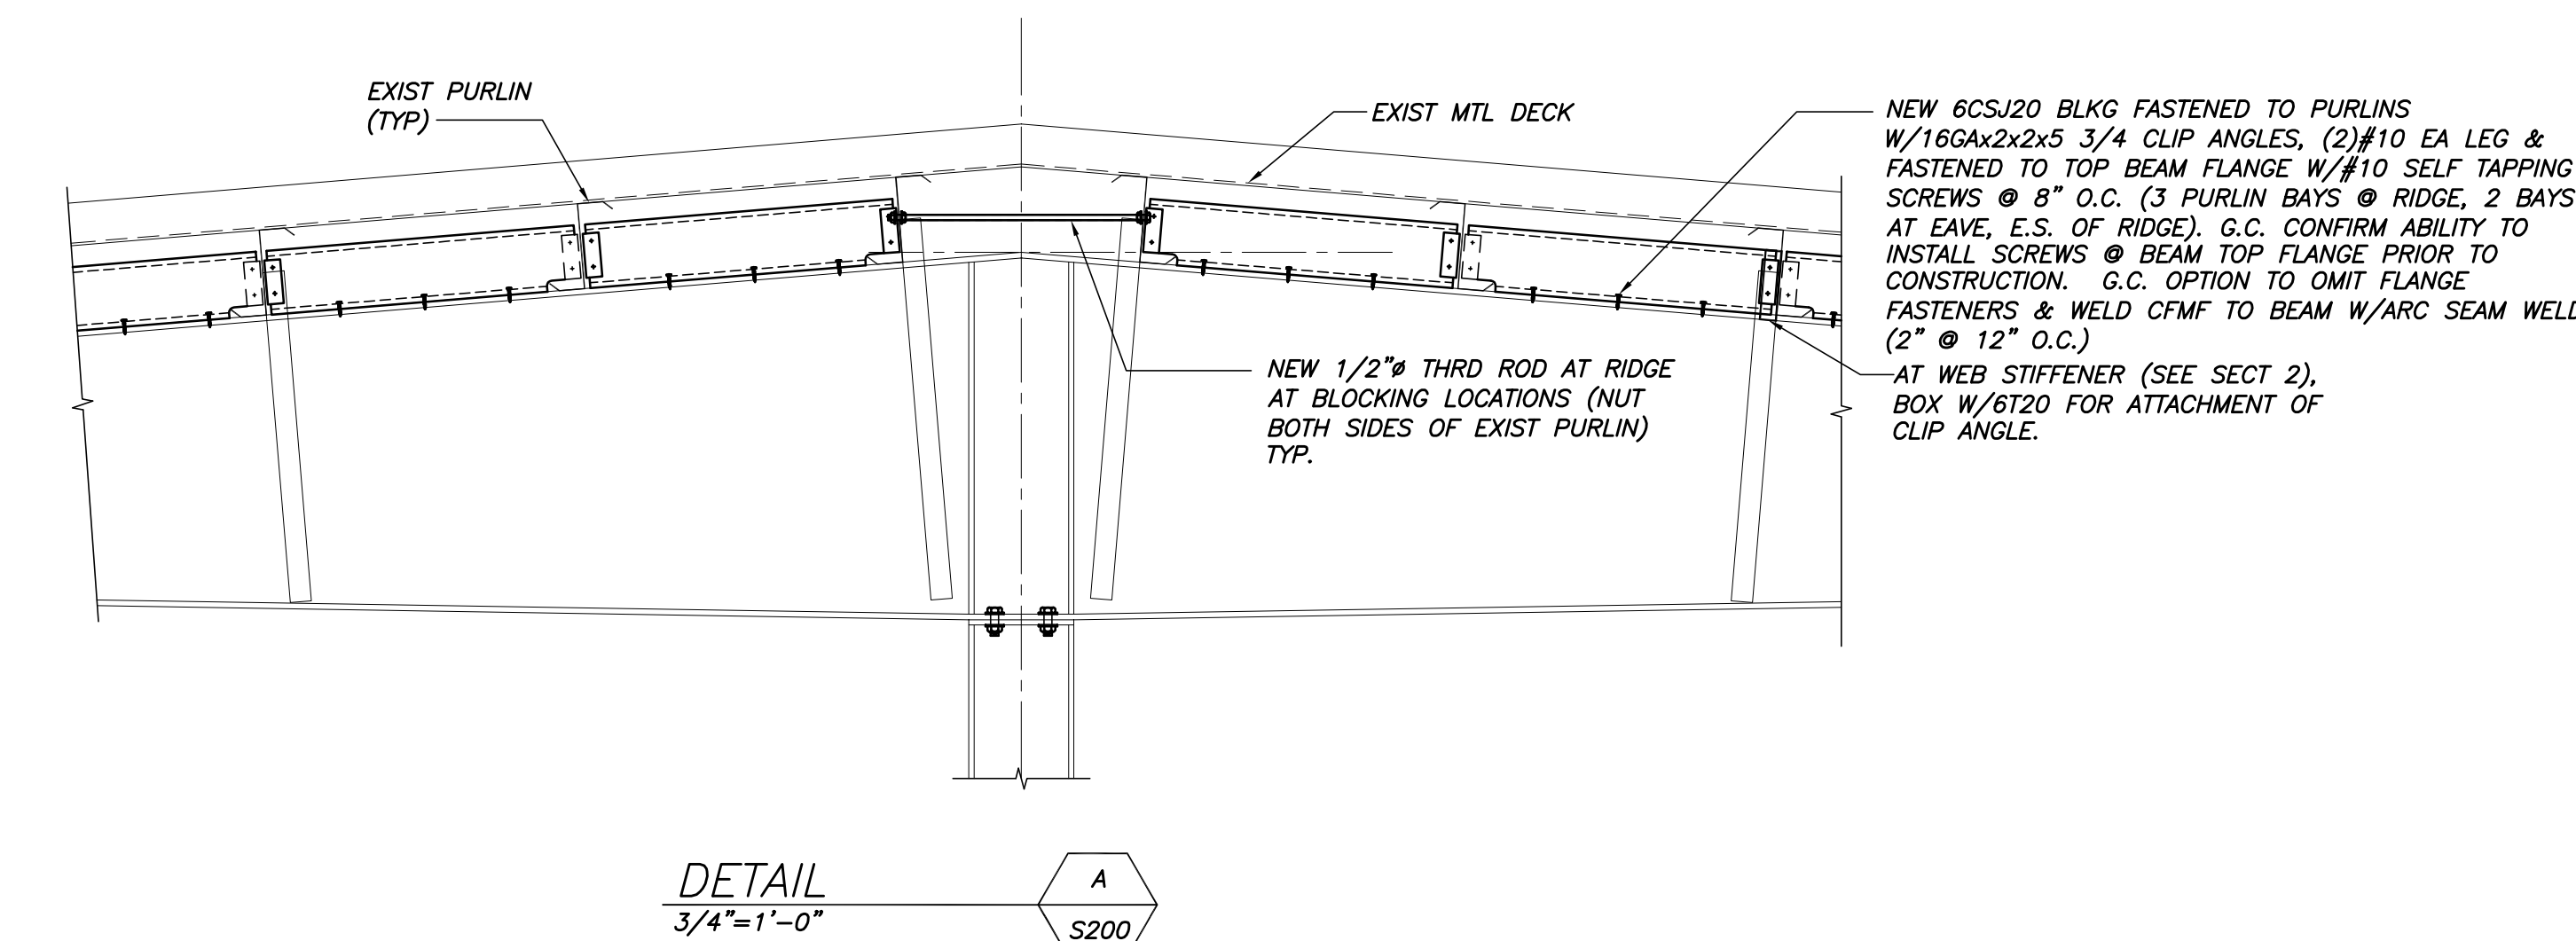 EXIST PURLIN
(TYP)
EXIST MTL DECK
NEW 6CSJ20 BLKG FASTENED TO PURLINS
W/16GAx2x2x5 3/4 CLIP ANGLES, (2)#10 EA LEG &
FASTENED TO TOP BEAM FLANGE W/#10 SELF TAPPING
SCREWS @ 8" O.C. (3 PURLIN BAYS @ RIDGE, 2 BAYS
AT EAVE, E.S. OF RIDGE). G.C. CONFIRM ABILITY TO
INSTALL SCREWS @ BEAM TOP FLANGE PRIOR TO
CONSTRUCTION. G.C. OPTION TO OMIT FLANGE
FASTENERS & WELD CFMF TO BEAM W/ARC SEAM WELD
(2" @ 12" O.C.)
AT WEB STIFFENER (SEE SECT 2),
BOX W/6T20 FOR ATTACHMENT OF
CLIP ANGLE.
NEW 1/2"ø THRD ROD AT RIDGE
AT BLOCKING LOCATIONS (NUT
BOTH SIDES OF EXIST PURLIN)
TYP.
DETAIL
3/4"=1'-0"
A
S200